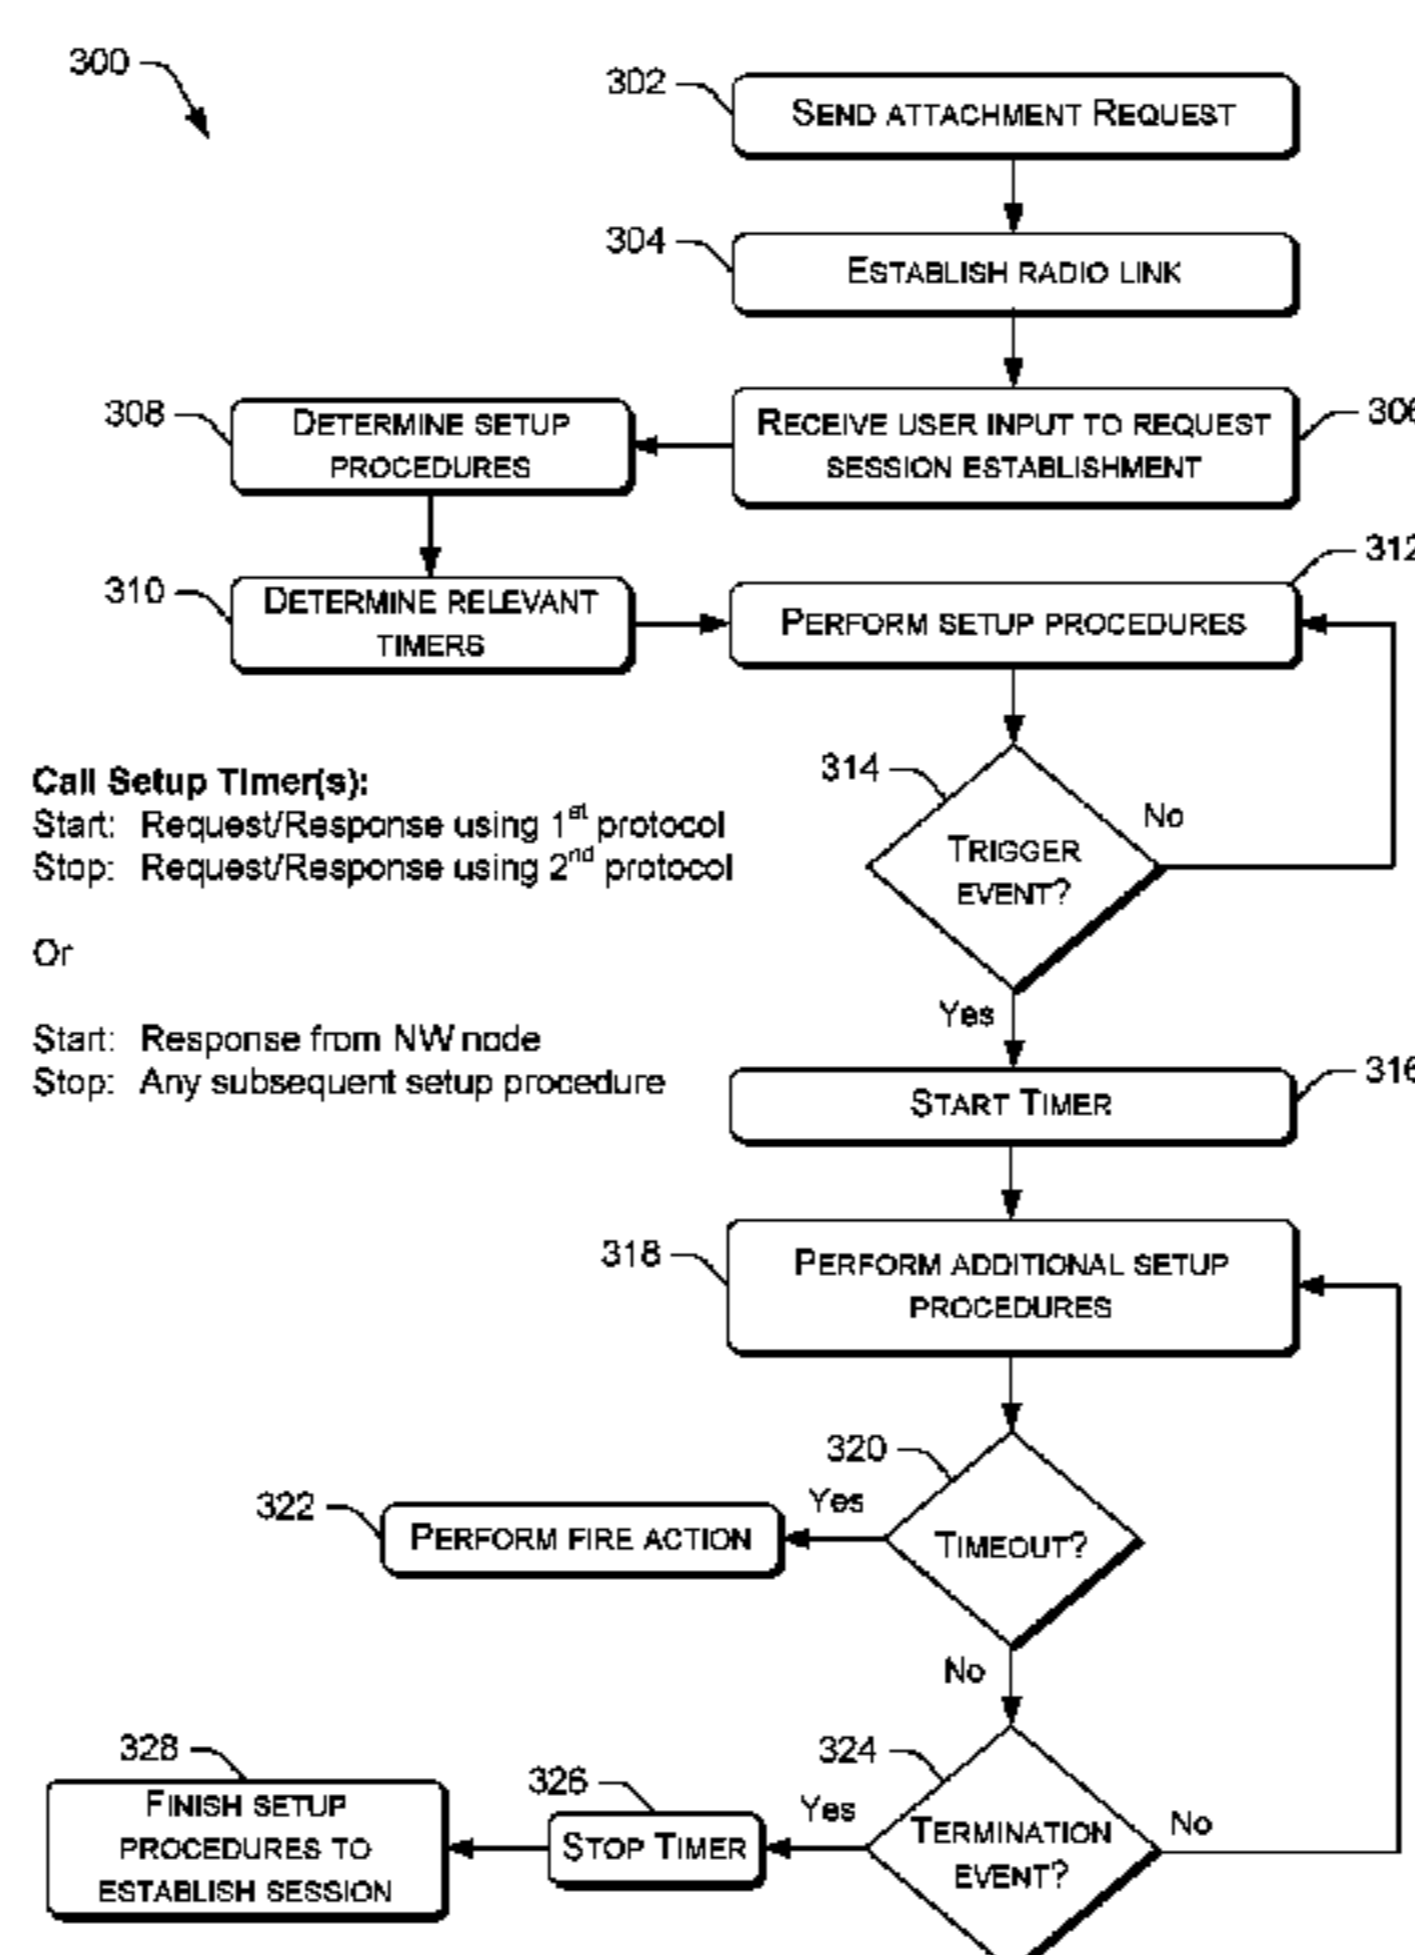 300
302
SEND ATTACHMENT REQUEST
304
ESTABLISH RADIO LINK
308
DETERMINE SETUP
PROCEDURES
RECEIVE USER INPUT TO REQUEST
SESSION ESTABLISHMENT
306
310
DETERMINE RELEVANT
TIMERS
312
PERFORM SETUP PROCEDURES
Call Setup Timer(s):
Start: Request/Response using 1st protocol
Stop: Request/Response using 2nd protocol
Or
Start: Response from NW node
Stop: Any subsequent setup procedure
314
TRIGGER
EVENT?
No
Yes
316
START TIMER
318
PERFORM ADDITIONAL SETUP
PROCEDURES
320
TIMEOUT?
Yes
322
PERFORM FIRE ACTION
No
324
TERMINATION
EVENT?
No
Yes
326
STOP TIMER
328
FINISH SETUP
PROCEDURES TO
ESTABLISH SESSION